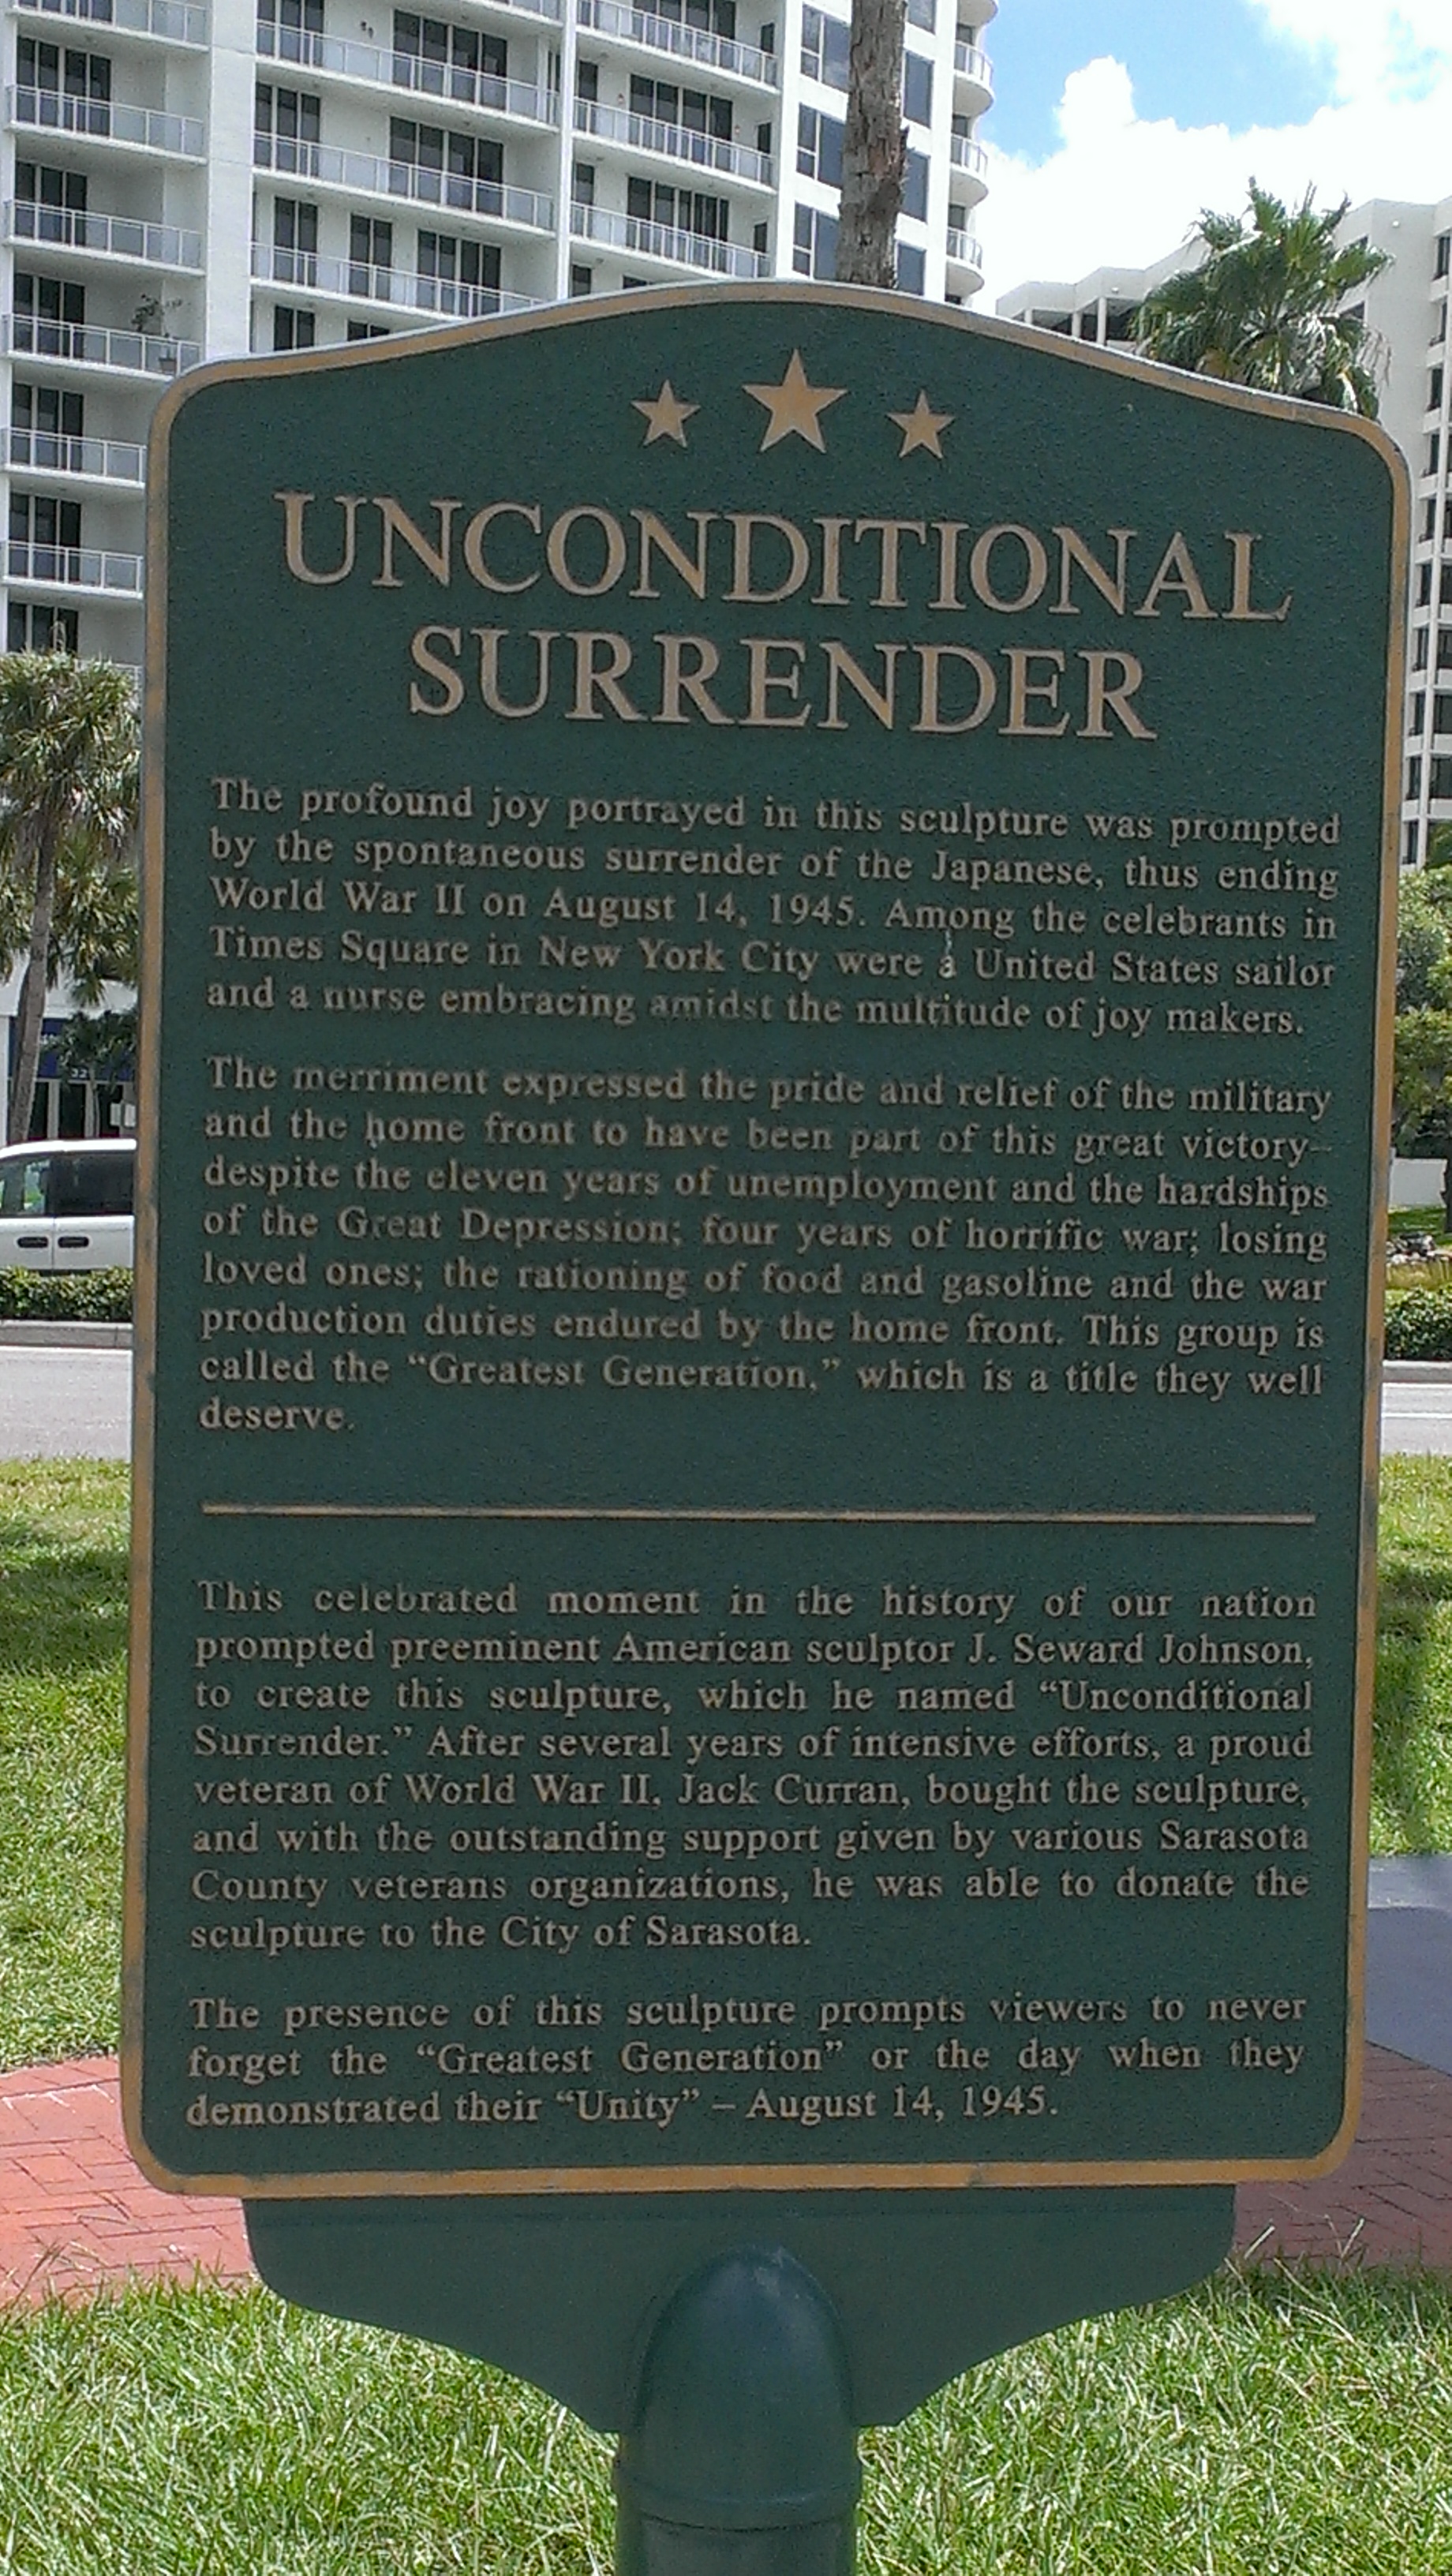 UNCONDITIONAL
SURRENDER
The profound joy portrayed in this sculpture was prompted
by the spontaneous surrender of the Japanese, thus ending
World War II on August 14, 1945. Among the celebrants in
Times Square in New York City were a United States sailor
and a nurse embracing amidst the multitude of joy makers.
The merriment expressed the pride and relief of the military
and the home front to have been part of this great victory--
despite the eleven years of unemployment and the hardships
of the Great Depression; four years of horrific war; losing
loved ones; the rationing of food and gasoline and the war
production duties endured by the home front. This group is
called the “Greatest Generation,” which is a title they well
deserve.
This celebrated moment in the history of our nation
prompted preeminent American sculptor J. Seward Johnson,
to create this sculpture, which he named “Unconditional
Surrender.” After several years of intensive efforts, a proud
veteran of World War II, Jack Curran, bought the sculpture,
and with the outstanding support given by various Sarasota
County veterans organizations, he was able to donate the
sculpture to the City of Sarasota.
The presence of this sculpture prompts viewers to never
forget the “Greatest Generation” or the day when they
demonstrated their “Unity” – August 14, 1945.